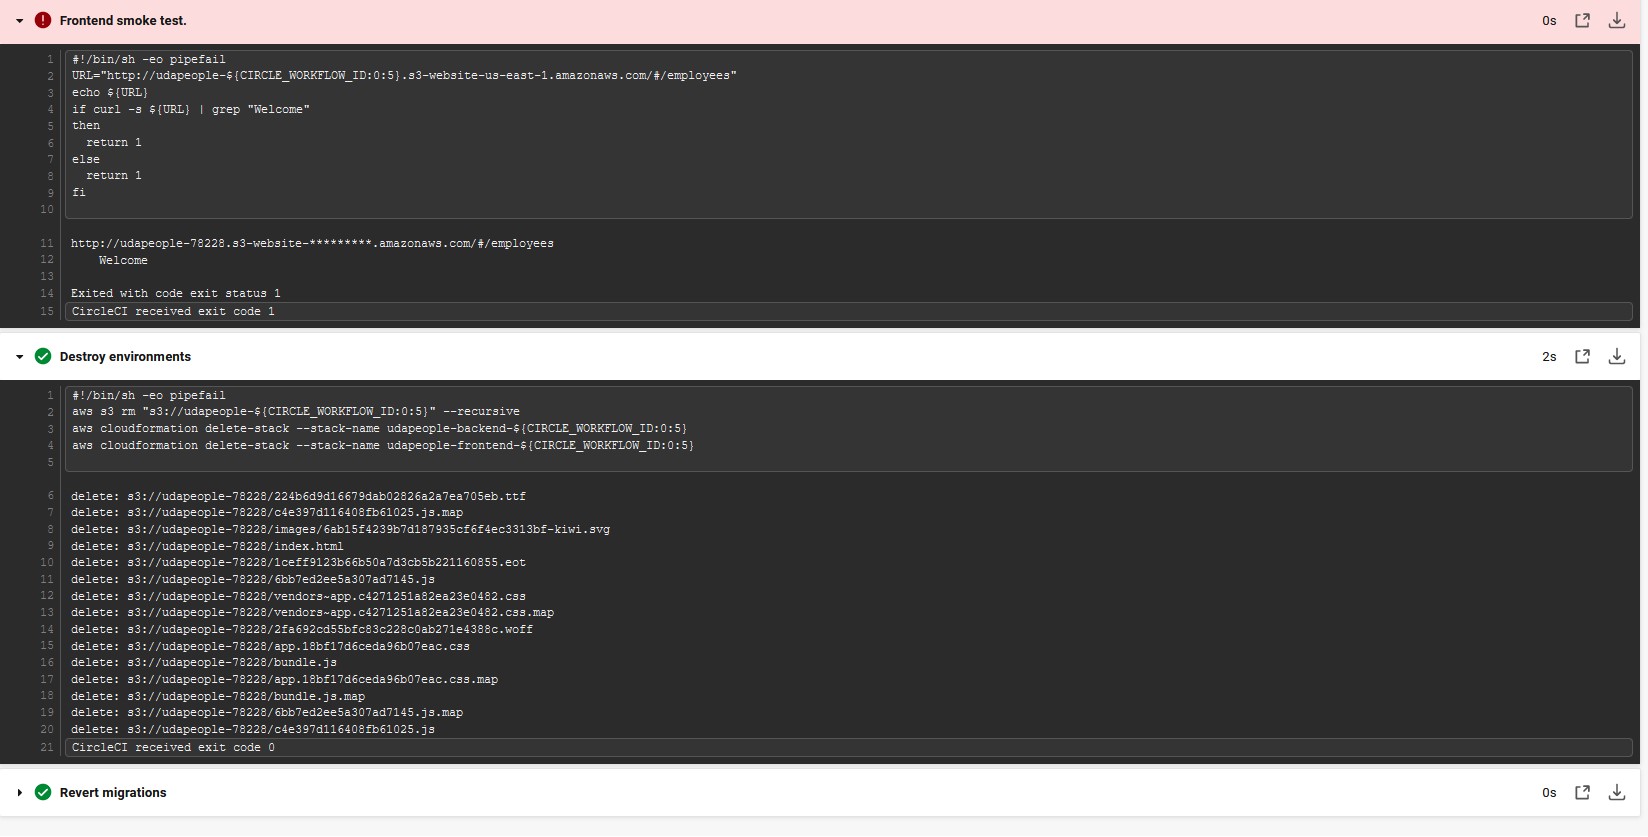 Frontend smoke test.
0s
1 #!/bin/sh -eo pipefail
2 URL="http://udapeople-${CIRCLE_WORKFLOW_ID:0:5}.s3-website-us-east-1.amazonaws.com/#/employees"
3 echo ${URL}
4 if curl -s ${URL} | grep "Welcome"
5 then
6   return 1
7 else
8   return 1
9 fi
10
11 http://udapeople-78228.s3-website-*********.amazonaws.com/#/employees
12     Welcome
13
14 Exited with code exit status 1
15 CircleCI received exit code 1
Destroy environments
2s
1 #!/bin/sh -eo pipefail
2 aws s3 rm "s3://udapeople-${CIRCLE_WORKFLOW_ID:0:5}" --recursive
3 aws cloudformation delete-stack --stack-name udapeople-backend-${CIRCLE_WORKFLOW_ID:0:5}
4 aws cloudformation delete-stack --stack-name udapeople-frontend-${CIRCLE_WORKFLOW_ID:0:5}
5
6 delete: s3://udapeople-78228/224b6d9d16679dab02826a2a7ea705eb.ttf
7 delete: s3://udapeople-78228/c4e397d116408fb61025.js.map
8 delete: s3://udapeople-78228/images/6ab15f4239b7d187935cf6f4ec3313bf-kiwi.svg
9 delete: s3://udapeople-78228/index.html
10 delete: s3://udapeople-78228/1ceff9123b66b50a7d3cb5b221160855.eot
11 delete: s3://udapeople-78228/6bb7ed2ee5a307ad7145.js
12 delete: s3://udapeople-78228/vendors~app.c4271251a82ea23e0482.css
13 delete: s3://udapeople-78228/vendors~app.c4271251a82ea23e0482.css.map
14 delete: s3://udapeople-78228/2fa692cd55bfc83c228c0ab271e4388c.woff
15 delete: s3://udapeople-78228/app.18bf17d6ceda96b07eac.css
16 delete: s3://udapeople-78228/bundle.js
17 delete: s3://udapeople-78228/app.18bf17d6ceda96b07eac.css.map
18 delete: s3://udapeople-78228/bundle.js.map
19 delete: s3://udapeople-78228/6bb7ed2ee5a307ad7145.js.map
20 delete: s3://udapeople-78228/c4e397d116408fb61025.js
21 CircleCI received exit code 0
Revert migrations
0s